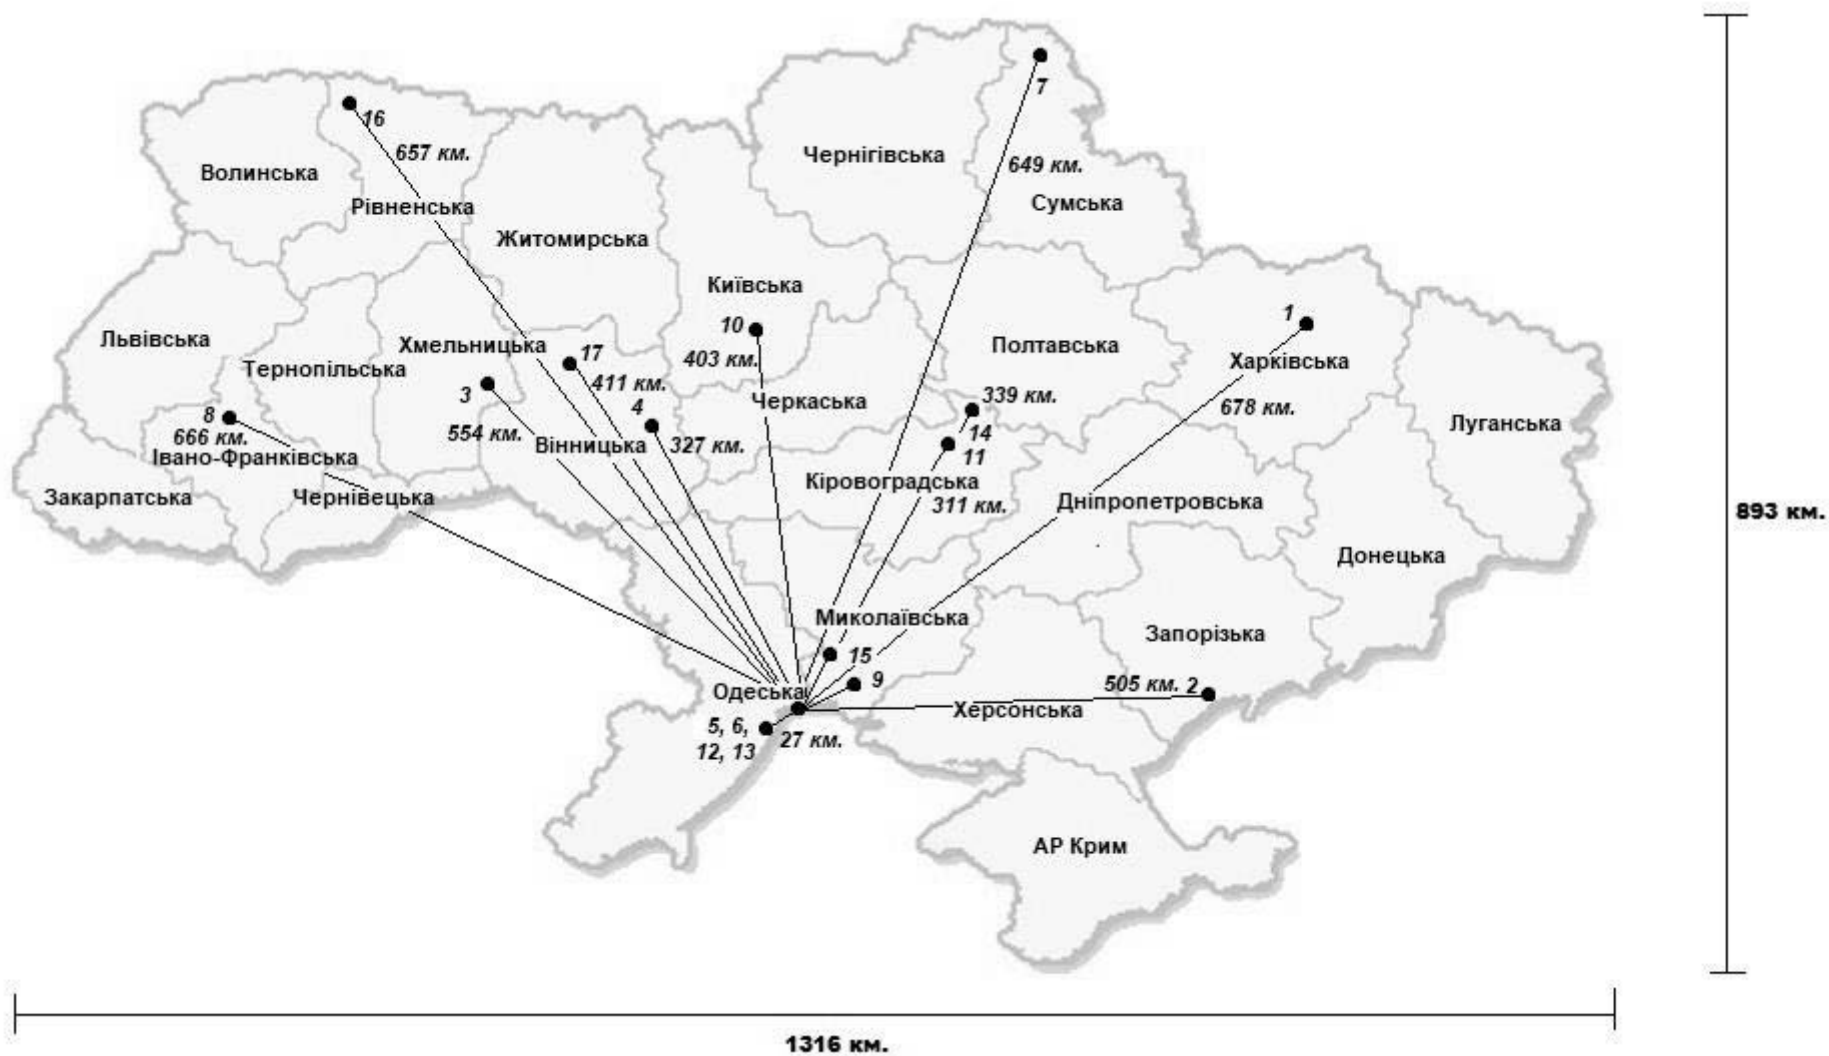 7
16
657 км.
Чернігівська
649 км.
Волинська
Сумська
Рівненська
Житомирська
Київська
1
10
Львівська
Хмельницька
17
403 км.
Полтавська
Харківська
Тернопільська
411 км.
3
339 км.
4
Черкаська
678 км.
8
554 км.
14
Луганська
666 км.
Вінницька
327 км.
11
Івано-Франківська
Кіровоградська
Закарпатська
Чернівецька
311 км.
Дніпропетровська
893 км.
Донецька
Миколаївська
Запорізька
15
9
505 км. 2
Одеська
Херсонська
5, 6,
12, 13
27 км.
АР Крим
1316 км.